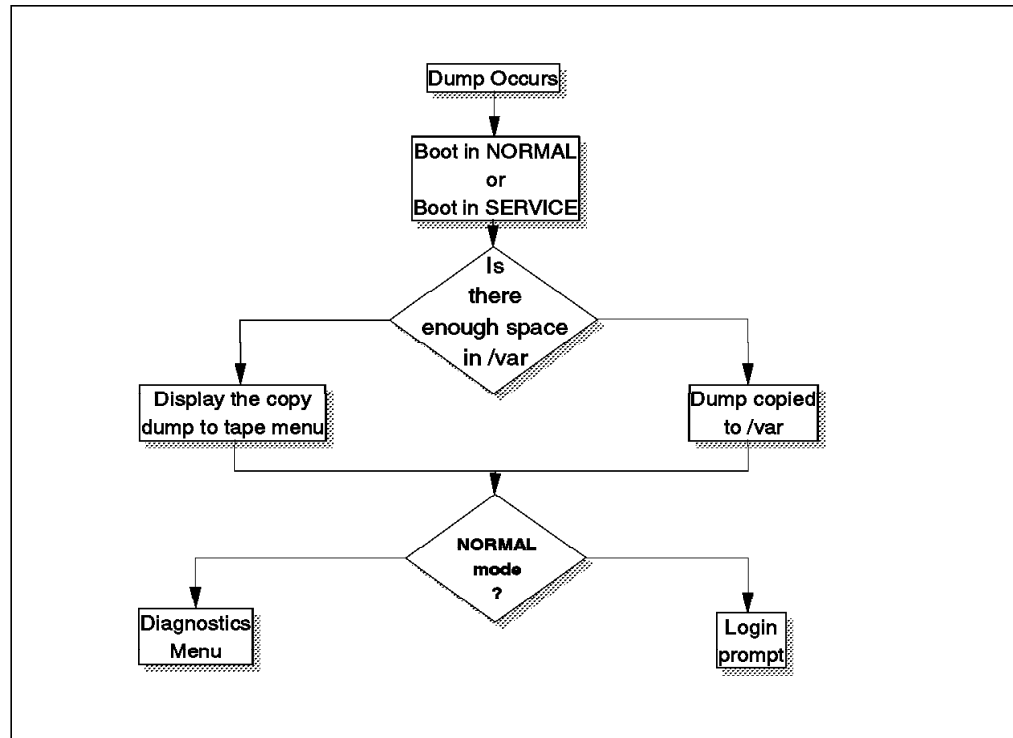 Dump Occurs
Boot in NORMAL
or
Boot in SERVICE
Is
there
enough space
in /var
Display the copy
dump to tape menu
Dump copied
to /var
NORMAL
mode
?
Diagnostics
Menu
Login
prompt